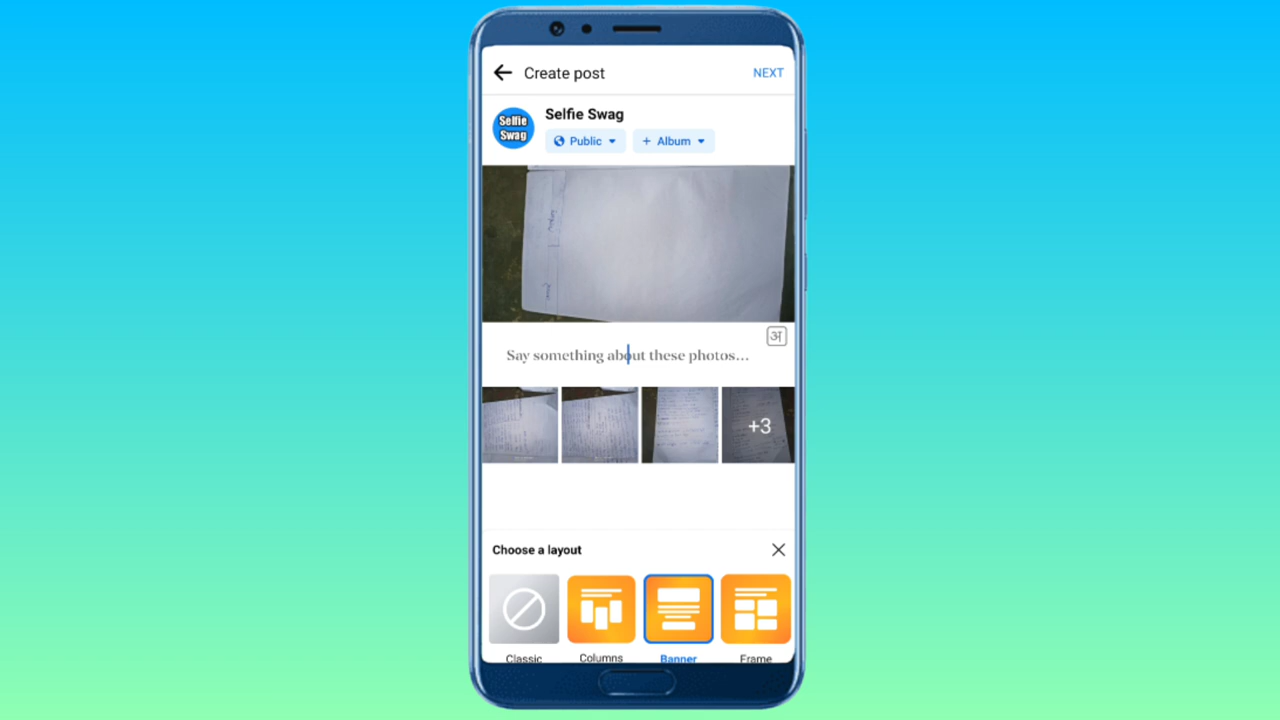 Create post
NEXT
Selfie
Swag
Selfie Swag
Public
+ Album
अ
Say something about these photos...
+3
Choose a layout
Classic
Columns
Banner
Frame